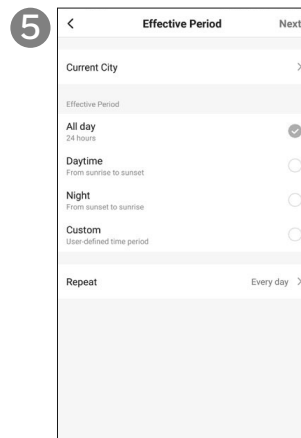 5
Effective Period
Next
Current City
Effective Period
All day
24 hours
Daytime
From sunrise to sunset
Night
From sunset to sunrise
Custom
User-defined time period
Repeat
Every day